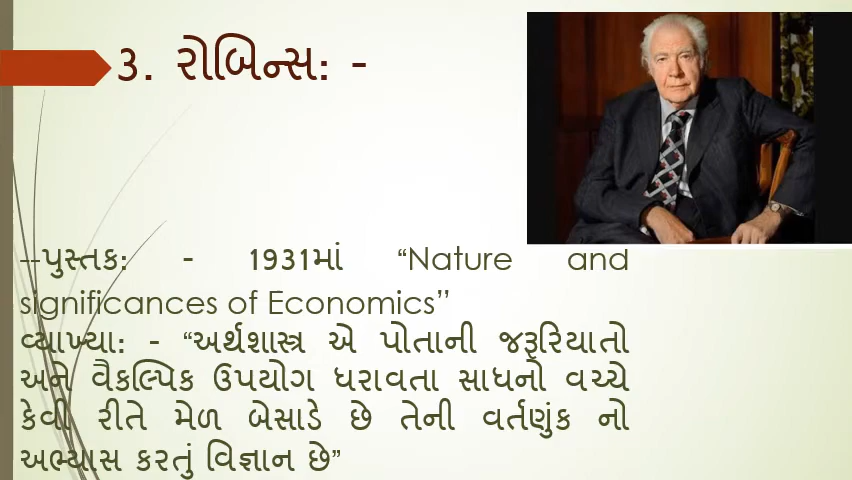 ૩. રોબિન્સ: -
--પુસ્તક: - 1931માં “Nature and
significances of Economics”
વ્યાખ્યા: - “અર્થશાસ્ત્ર એ પોતાની જરૂરિયાતો
અને વૈકલ્પિક ઉપયોગ ધરાવતા સાધનો વચ્ચે
કેવી રીતે મેળ બેસાડે છે તેની વર્તણુંક નો
અભ્યાસ કરતું વિજ્ઞાન છે”